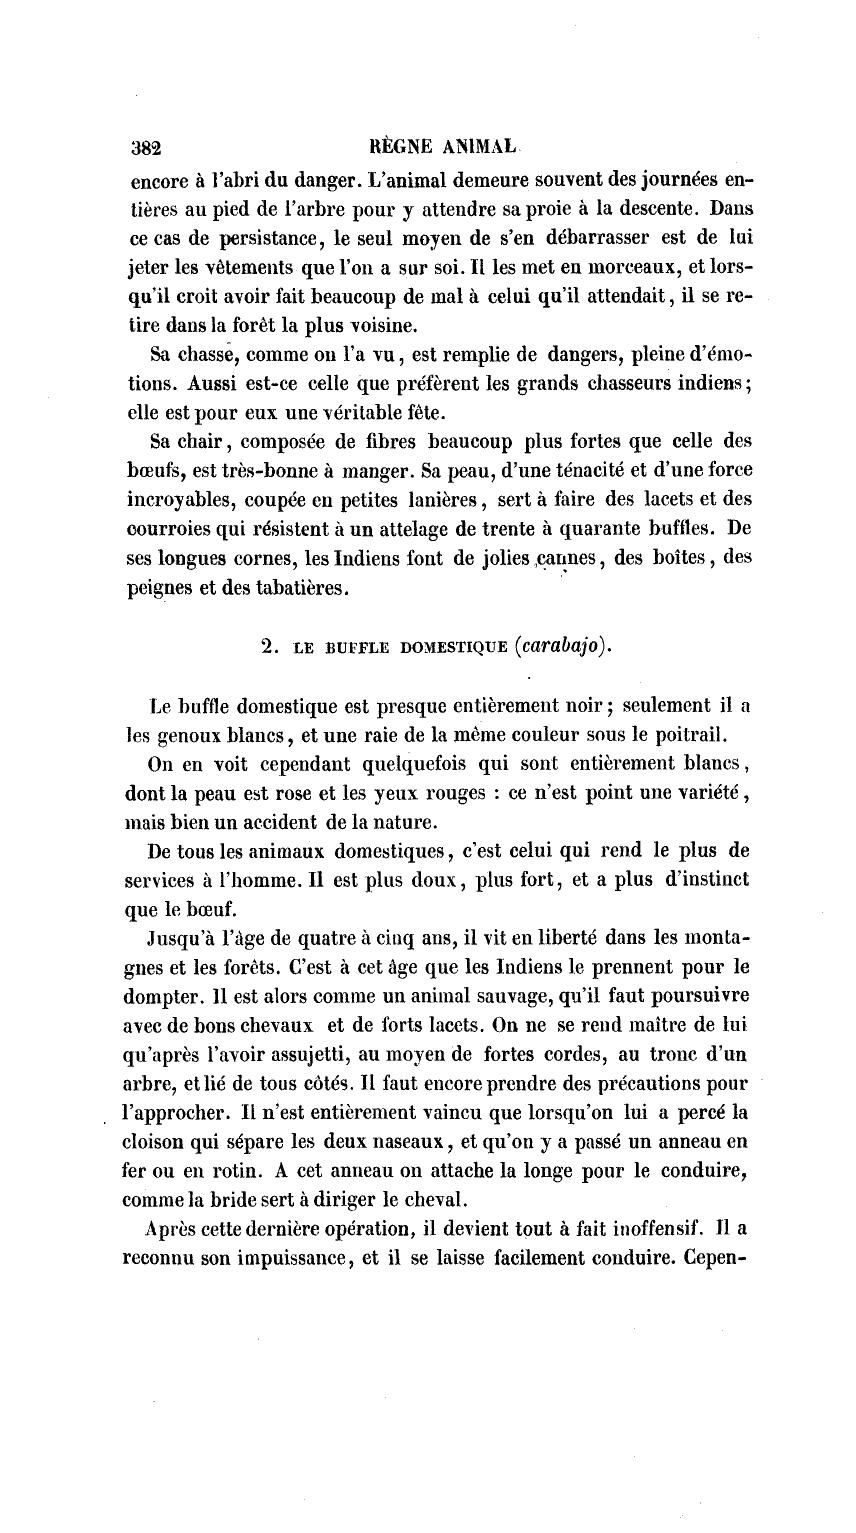 382 RÈGNE ANIMAL
encore à l'abri du danger. L'animal demeure souvent des journées en-
tières au pied de l'arbre pour y attendre sa proie à la descente. Dans
ce cas de persistance, le seul moyen de s'en débarrasser est de lui
jeter les vêtements que l'on a sur soi. Il les met en morceaux, et lors-
qu'il croit avoir fait beaucoup de mal à celui qu'il attendait, il se re-
tire dans la forêt la plus voisine.
Sa chasse, comme on l'a vu, est remplie de dangers, pleine d'émo-
tions. Aussi est-ce celle que préfèrent les grands chasseurs indiens;
elle est pour eux une véritable fête.
Sa chair, composée de fibres beaucoup plus fortes que celle des
bœufs, est très-bonne à manger. Sa peau, d'une ténacité et d'une force
incroyables, coupée en petites lanières, sert à faire des lacets et des
courroies qui résistent à un attelage de trente à quarante buffles. De
ses longues cornes, les Indiens font de jolies cannes, des boîtes, des
peignes et des tabatières.
2. LE BUFFLE DOMESTIQUE (carabajo).
Le buffle domestique est presque entièrement noir; seulement il a
les genoux blancs, et une raie de la même couleur sous le poitrail.
On en voit cependant quelquefois qui sont entièrement blancs,
dont la peau est rose et les yeux rouges : ce n'est point une variété,
mais bien un accident de la nature.
De tous les animaux domestiques, c'est celui qui rend le plus de
services à l'homme. Il est plus doux, plus fort, et a plus d'instinct
que le bœuf.
Jusqu'à l'âge de quatre à cinq ans, il vit en liberté dans les monta-
gnes et les forêts. C'est à cet âge que les Indiens le prennent pour le
dompter. Il est alors comme un animal sauvage, qu'il faut poursuivre
avec de bons chevaux et de forts lacets. On ne se rend maître de lui
qu'après l'avoir assujetti, au moyen de fortes cordes, au tronc d'un
arbre, et lié de tous côtés. Il faut encore prendre des précautions pour
l'approcher. Il n'est entièrement vaincu que lorsqu'on lui a percé la
cloison qui sépare les deux naseaux, et qu'on y a passé un anneau en
fer ou en rotin. A cet anneau on attache la longe pour le conduire,
comme la bride sert à diriger le cheval.
Après cette dernière opération, il devient tout à fait inoffensif. Il a
reconnu son impuissance, et il se laisse facilement conduire. Cepen-